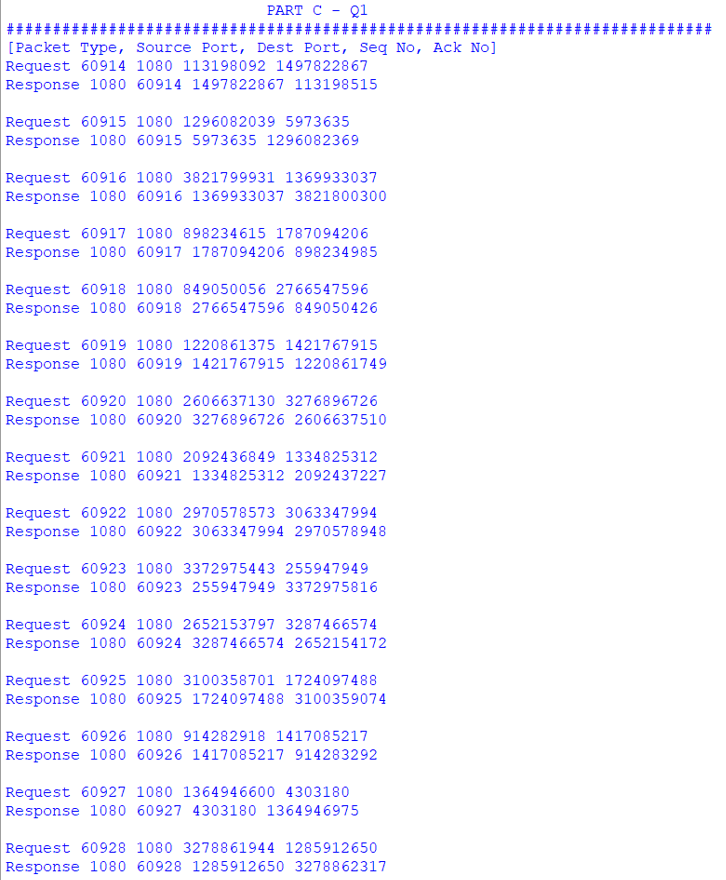 PART C - Q1
############################################################################
[Packet Type, Source Port, Dest Port, Seq No, Ack No]
Request 60914 1080 113198092 1497822867
Response 1080 60914 1497822867 113198515
Request 60915 1080 1296082039 5973635
Response 1080 60915 5973635 1296082369
Request 60916 1080 3821799931 1369933037
Response 1080 60916 1369933037 3821800300
Request 60917 1080 898234615 1787094206
Response 1080 60917 1787094206 898234985
Request 60918 1080 849050056 2766547596
Response 1080 60918 2766547596 849050426
Request 60919 1080 1220861375 1421767915
Response 1080 60919 1421767915 1220861749
Request 60920 1080 2606637130 3276896726
Response 1080 60920 3276896726 2606637510
Request 60921 1080 2092436849 1334825312
Response 1080 60921 1334825312 2092437227
Request 60922 1080 2970578573 3063347994
Response 1080 60922 3063347994 2970578948
Request 60923 1080 3372975443 255947949
Response 1080 60923 255947949 3372975816
Request 60924 1080 2652153797 3287466574
Response 1080 60924 3287466574 2652154172
Request 60925 1080 3100358701 1724097488
Response 1080 60925 1724097488 3100359074
Request 60926 1080 914282918 1417085217
Response 1080 60926 1417085217 914283292
Request 60927 1080 1364946600 4303180
Response 1080 60927 4303180 1364946975
Request 60928 1080 3278861944 1285912650
Response 1080 60928 1285912650 3278862317